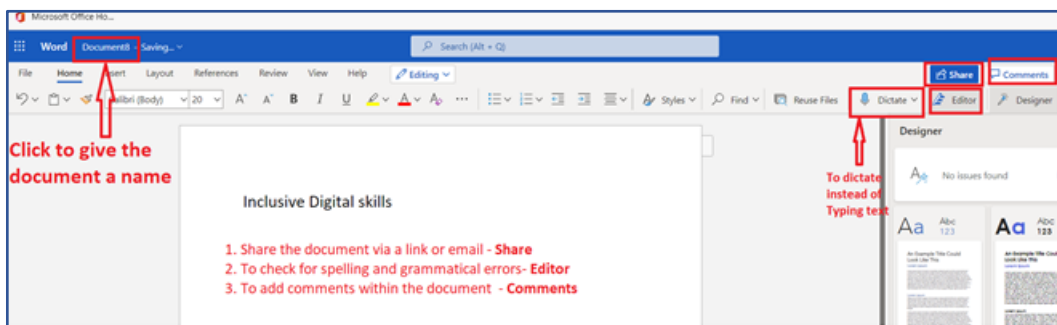 Microsoft Office Ho...
Word Document8 - Saving... Search (Alt + Q)
File Home Insert Layout References Review View Help Editing Share Comments
Calibri (Body) 20 A A B I U A A ... Styles Find Reuse Files Dictate Editor Designer
Click to give the
document a name
Designer
No issues found
To dictate
instead of
Typing text
Inclusive Digital skills
1. Share the document via a link or email - Share
2. To check for spelling and grammatical errors- Editor
3. To add comments within the document - Comments
Aa Abc
123
Aa Abc
123
An Example Title Could
Look Like This
An Example Title Coul
Look Like This